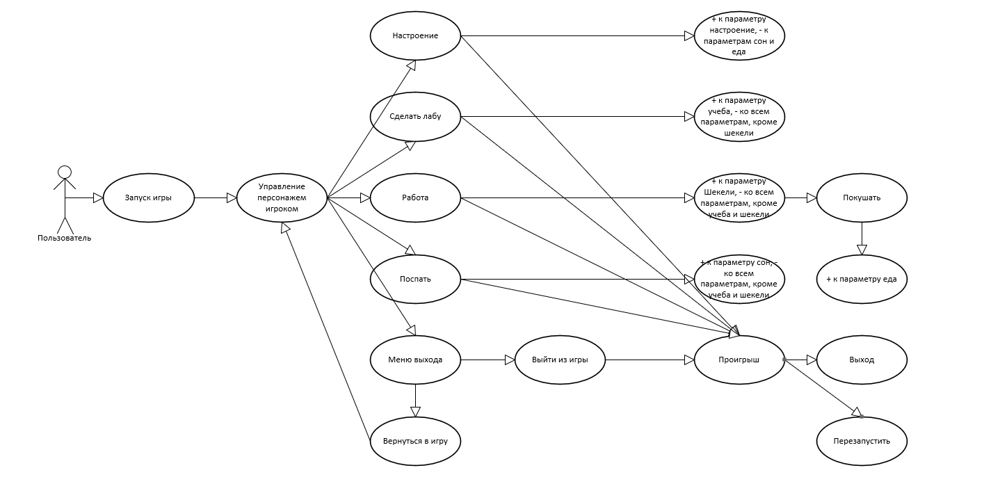 Настроение
+ к параметру
настроение, - к
параметрам сон и
еда
Сделать лабу
+ к параметру
учеба, - ко всем
параметрам, кроме
шекели
Пользователь
Запуск игры
Управление
персонажем
игроком
Работа
+ к параметру
Шекели, - ко всем
параметрам, кроме
учеба и шекели
Покушать
Поспать
+ к параметру сон, -
ко всем
параметрам, кроме
учеба и шекели
+ к параметру еда
Меню выхода
Выйти из игры
Проигрыш
Выход
Вернуться в игру
Перезапустить